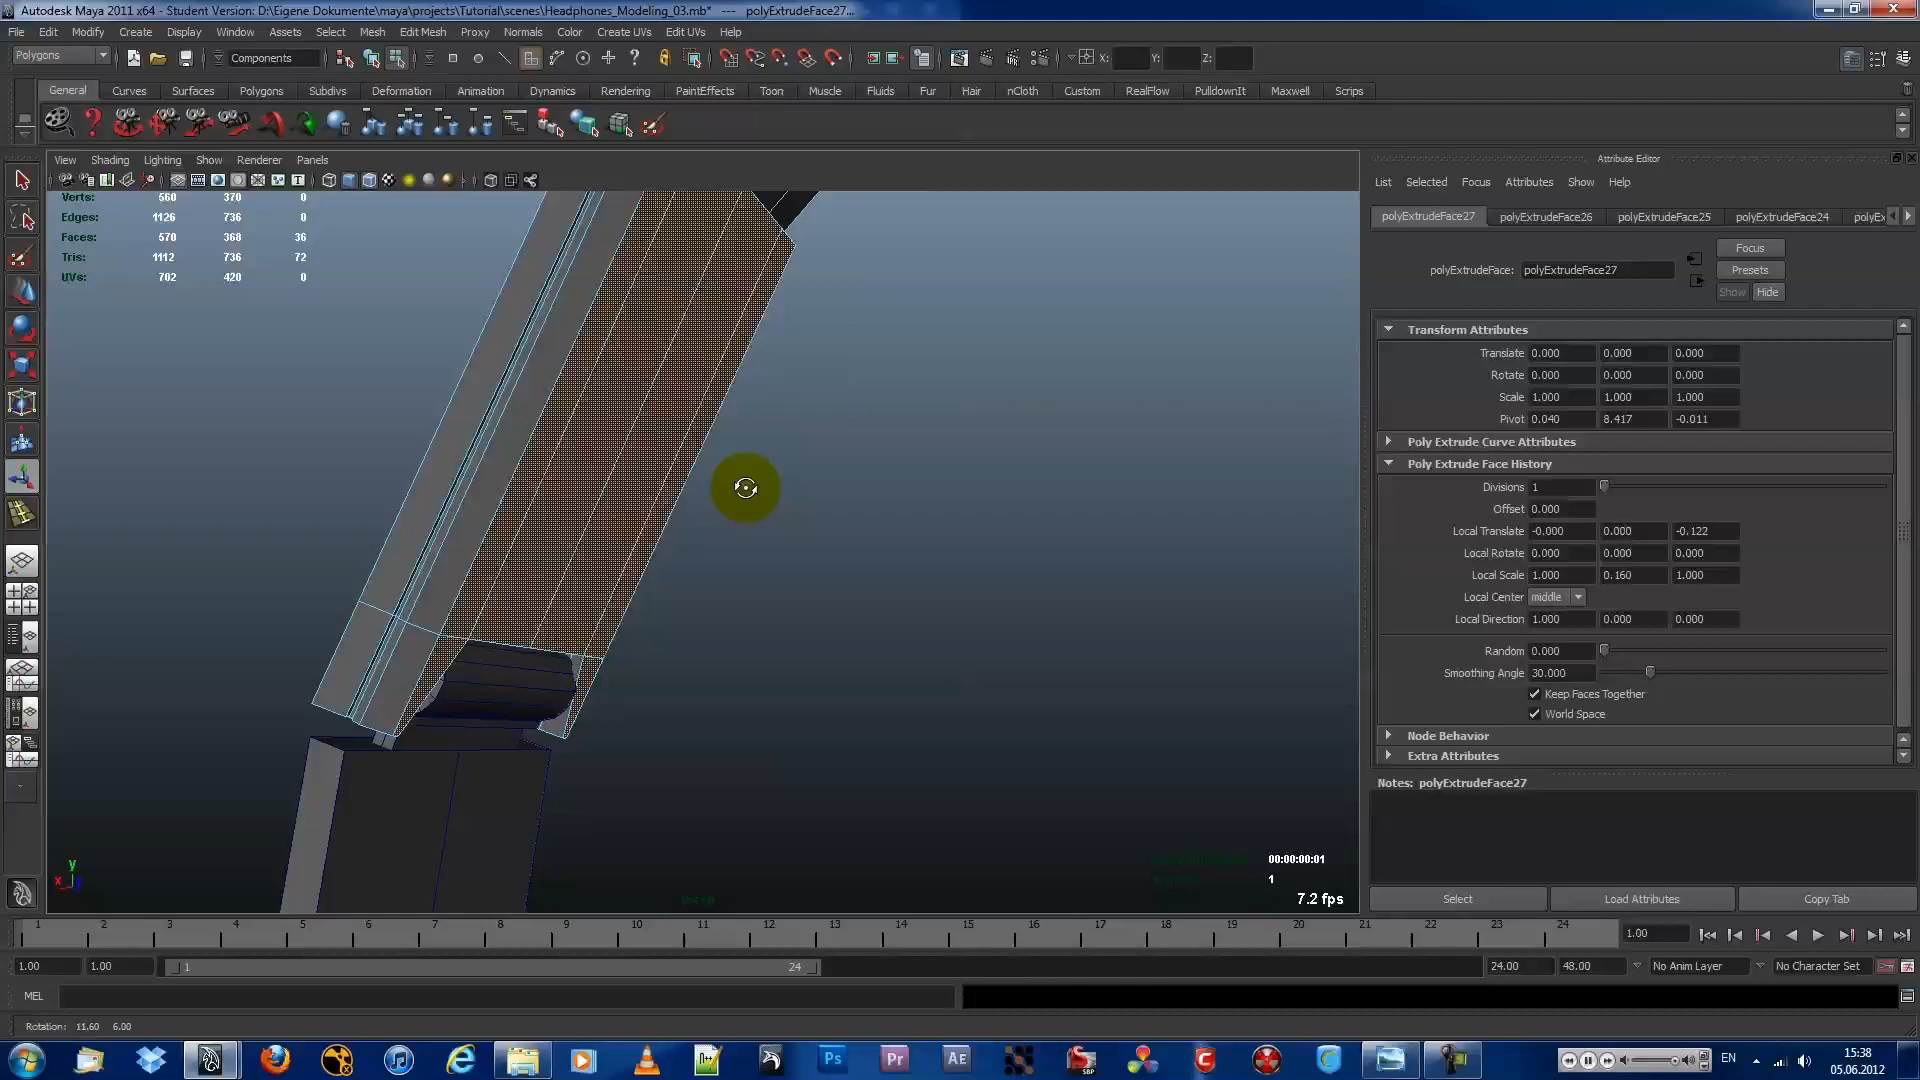 Autodesk Maya 2011 x64 - Student Version: D:\Eigene Dokumente\maya\projects\Tutorial\scenes\Headphones_Modeling_03.mb* --- polyExtrudeFace27...
File Edit Modify Create Display Window Assets Select Mesh Edit Mesh Proxy Normals Color Create UVs Edit UVs Help
Polygons Components X: Y: Z:
General Curves Surfaces Polygons Subdivs Deformation Animation Dynamics Rendering PaintEffects Toon Muscle Fluids Fur Hair nCloth Custom RealFlow PulldownIt Maxwell Scripts
View Shading Lighting Show Renderer Panels
Attribute Editor
List Selected Focus Attributes Show Help
Verts: 560 370 0
Edges: 1126 736 0
Faces: 570 368 36
Tris: 1112 736 72
UVs: 702 420 0
polyExtrudeFace27 polyExtrudeFace26 polyExtrudeFace25 polyExtrudeFace24 polyEx
Focus
polyExtrudeFace: polyExtrudeFace27 Presets
Show Hide
Transform Attributes
Translate 0.000 0.000 0.000
Rotate 0.000 0.000 0.000
Scale 1.000 1.000 1.000
Pivot 0.040 8.417 -0.011
Poly Extrude Curve Attributes
Poly Extrude Face History
Divisions 1
Offset 0.000
Local Translate -0.000 0.000 -0.122
Local Rotate 0.000 0.000 0.000
Local Scale 1.000 0.160 1.000
Local Center middle
Local Direction 1.000 0.000 0.000
Random 0.000
Smoothing Angle 30.000
Keep Faces Together
World Space
Node Behavior
Extra Attributes
Notes: polyExtrudeFace27
Select Load Attributes Copy Tab
y
x
00:00:00:01
1
7.2 fps
1 2 3 4 5 6 7 8 9 10 11 12 13 14 15 16 17 18 19 20 21 22 23 24 1.00
1.00 1.00 1 24 24.00 48.00 No Anim Layer No Character Set
MEL
Rotation: 11.60 6.00
Ps Pr Ae SBP EN 15:38
05.06.2012